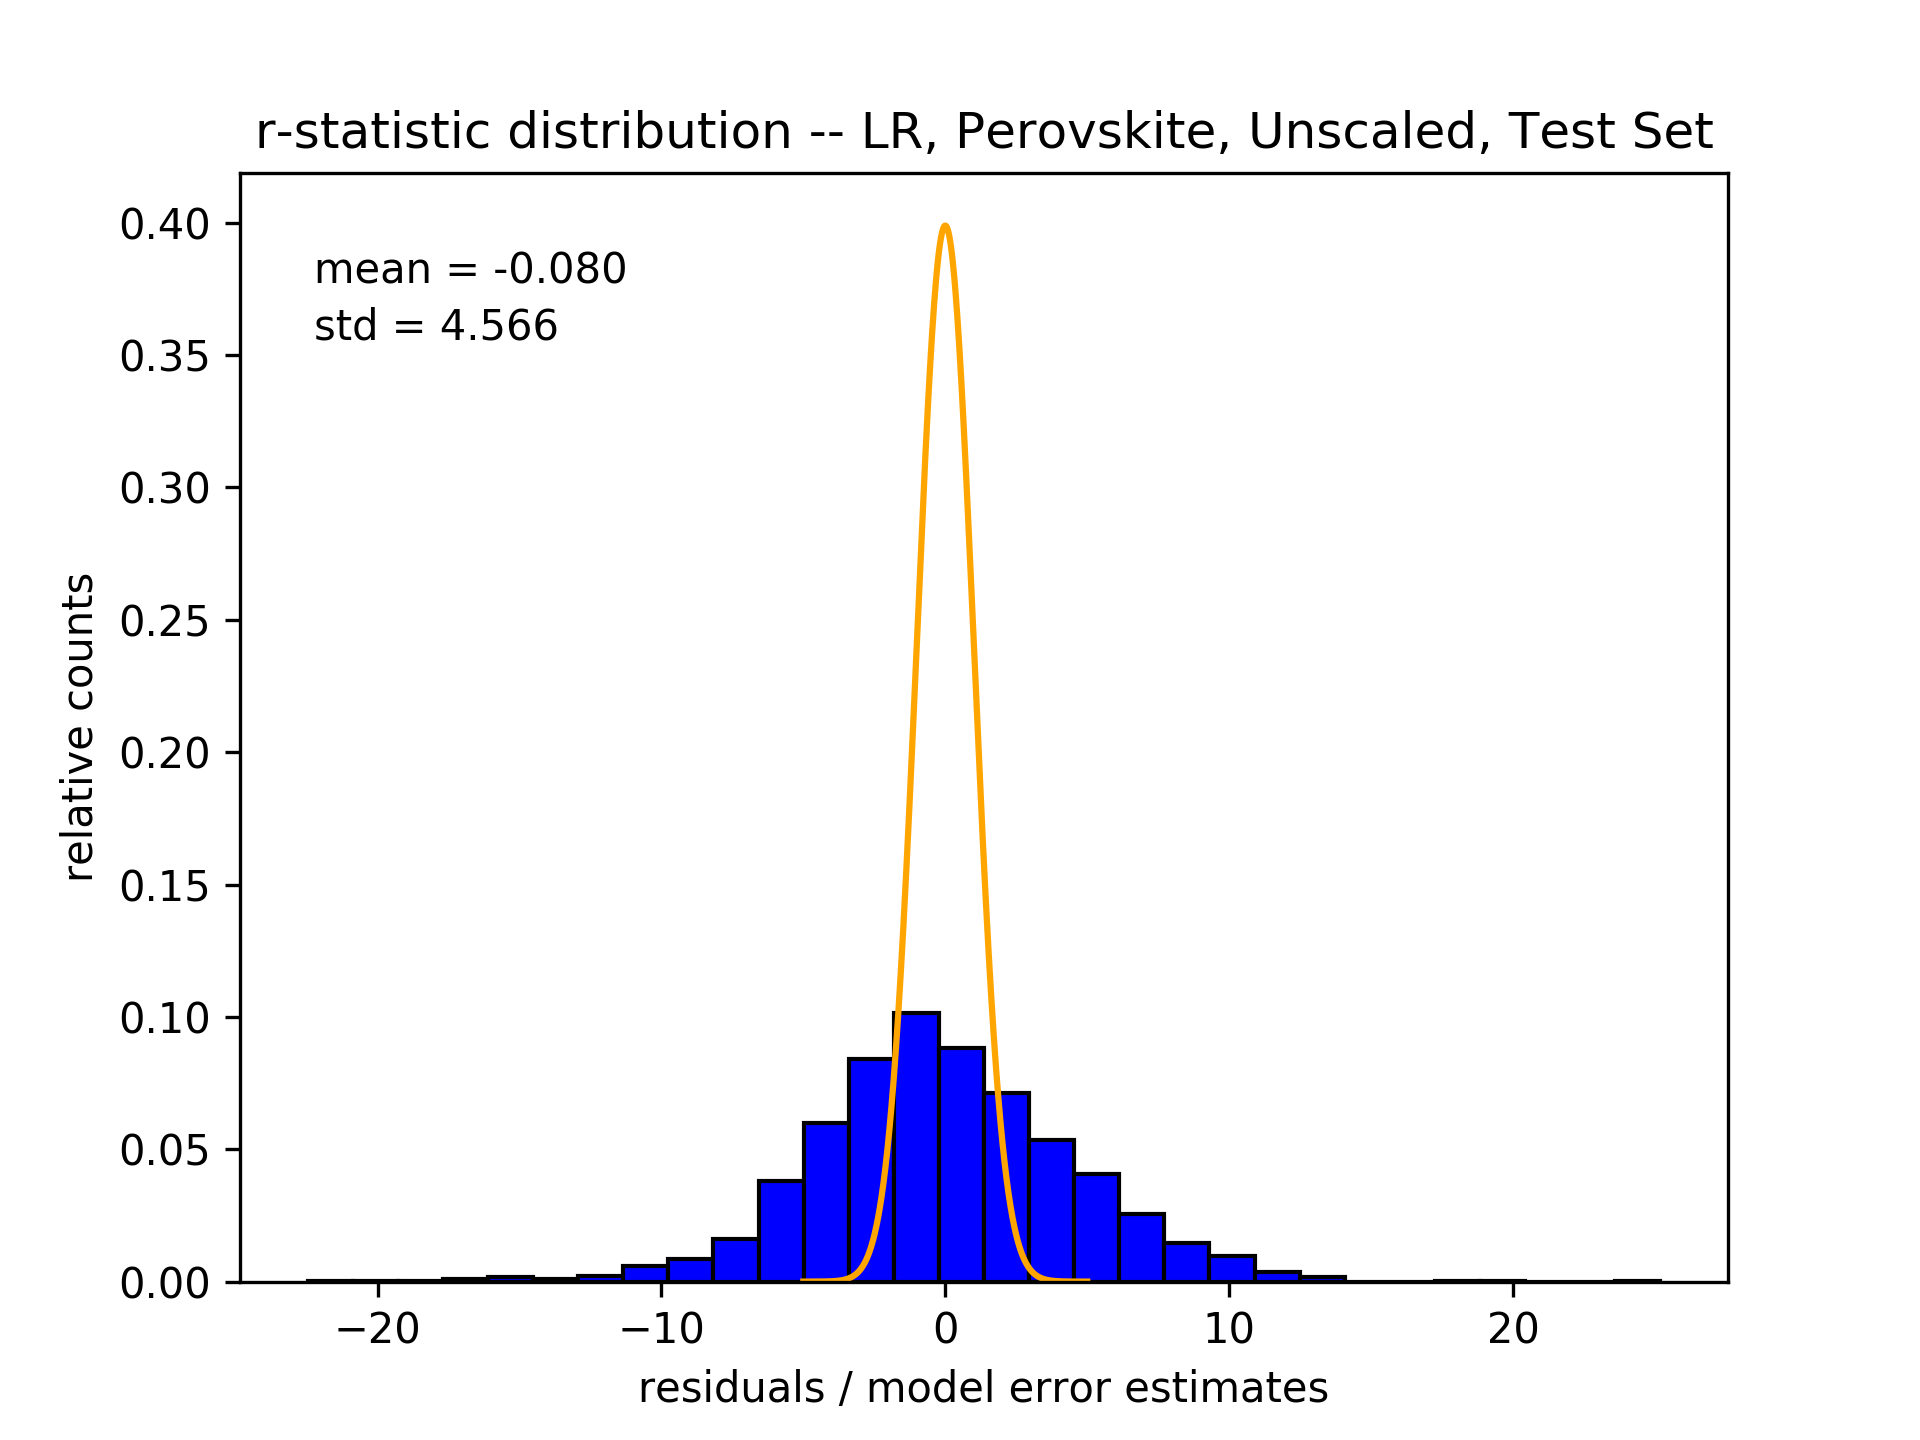 r-statistic distribution -- LR, Perovskite, Unscaled, Test Set
mean = -0.080
std = 4.566
0.40
0.35
0.30
0.25
0.20
0.15
0.10
0.05
0.00
relative counts
−20
−10
0
10
20
residuals / model error estimates